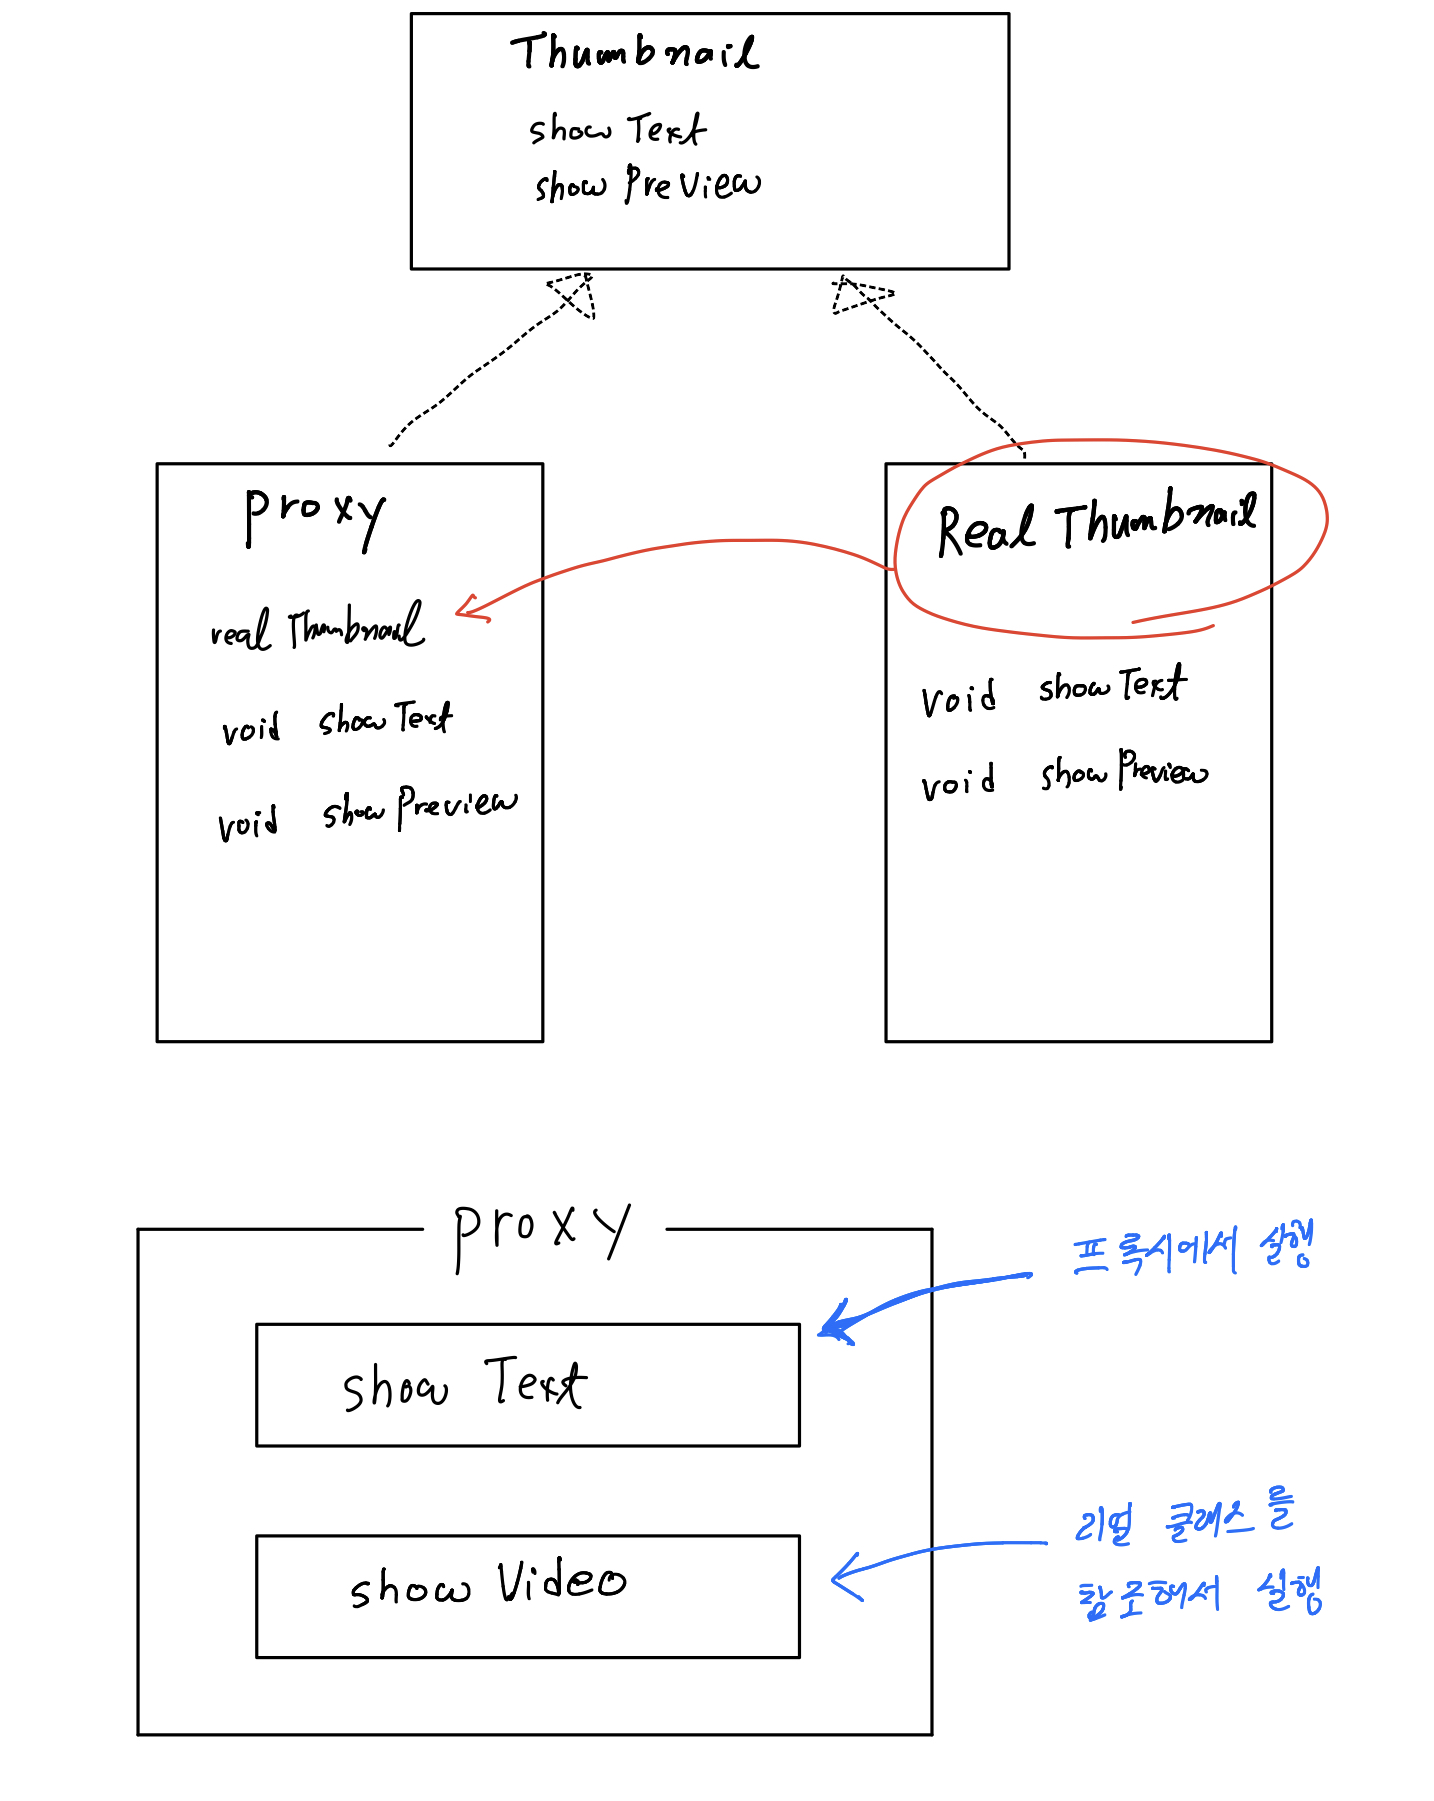 Thumbnail
show Text
show Preview
proxy
real Thumbnail
void show Text
void show Preview
Real Thumbnail
void show Text
void show Preview
proxy
show Text
프록시에서 실행
show Video
리얼 클래스를
참조해서 실행